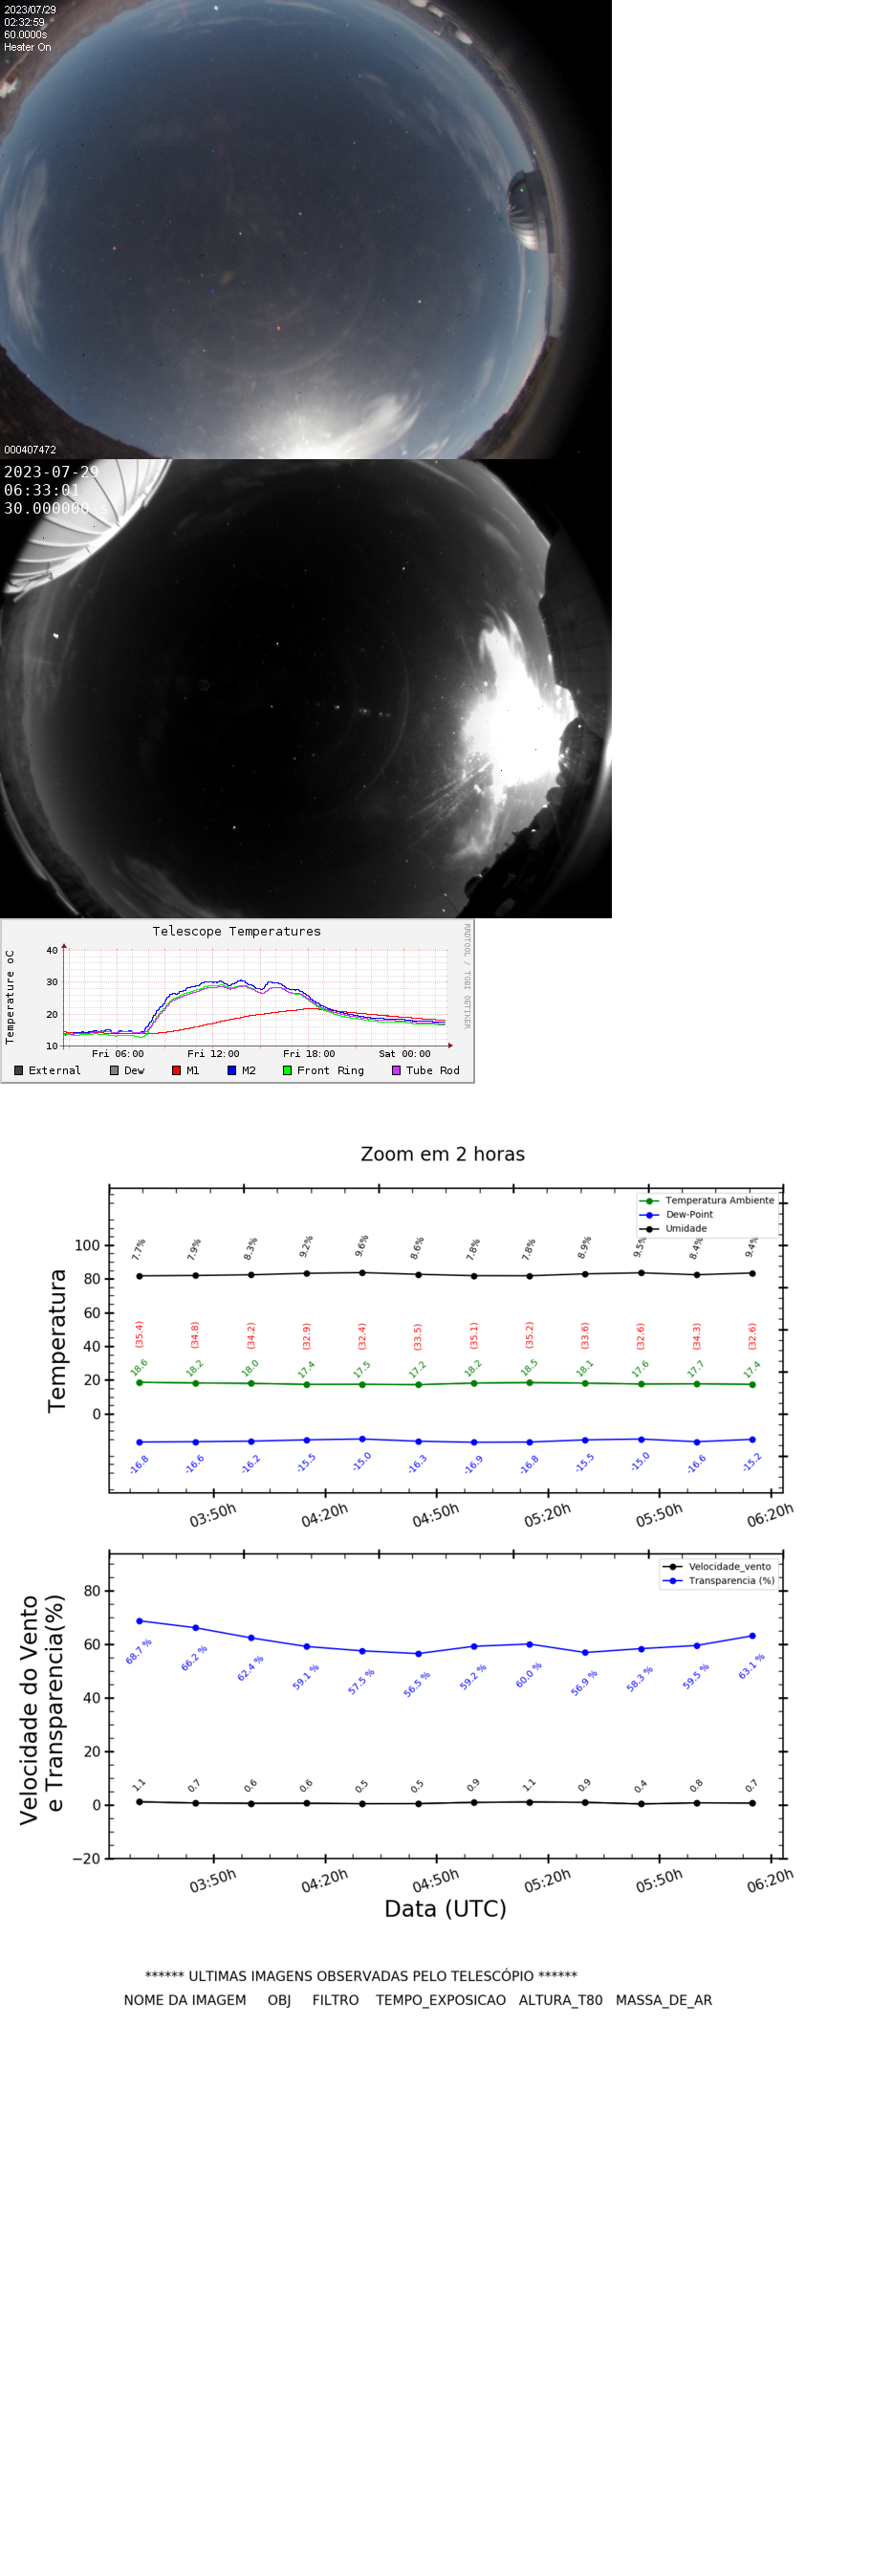 2023/07/29
02:32:59
60.0000s
Heater On
000407472
2023-07-29
06:33:01
30.000000 s
Telescope Temperatures
RRDTOOL / TOBI OETIKER
Temperature oC
40
30
20
10
Fri 06:00 Fri 12:00 Fri 18:00 Sat 00:00
External Dew M1 M2 Front Ring Tube Rod
Zoom em 2 horas
Temperatura Ambiente
Dew-Point
Umidade
Temperatura
100
80
60
40
20
0
7.7% 7.9% 8.3% 9.2% 9.6% 8.6% 7.8% 7.8% 8.9% 9.5% 8.4% 9.4%
(35.4) (34.8) (34.2) (32.9) (32.4) (33.5) (35.1) (35.2) (33.6) (32.6) (34.3) (32.6)
18.6 18.2 18.0 17.4 17.5 17.2 18.2 18.5 18.1 17.6 17.7 17.4
-16.8 -16.6 -16.2 -15.5 -15.0 -16.3 -16.9 -16.8 -15.5 -15.0 -16.6 -15.2
03:50h 04:20h 04:50h 05:20h 05:50h 06:20h
Velocidade_vento
Transparencia (%)
Velocidade do Vento
e Transparencia(%)
80
60
40
20
0
−20
68.7 % 66.2 % 62.4 % 59.1 % 57.5 % 56.5 % 59.2 % 60.0 % 56.9 % 58.3 % 59.5 % 63.1 %
1.1 0.7 0.6 0.6 0.5 0.5 0.9 1.1 0.9 0.4 0.8 0.7
03:50h 04:20h 04:50h 05:20h 05:50h 06:20h
Data (UTC)
****** ULTIMAS IMAGENS OBSERVADAS PELO TELESCÓPIO ******
NOME DA IMAGEM OBJ FILTRO TEMPO_EXPOSICAO ALTURA_T80 MASSA_DE_AR